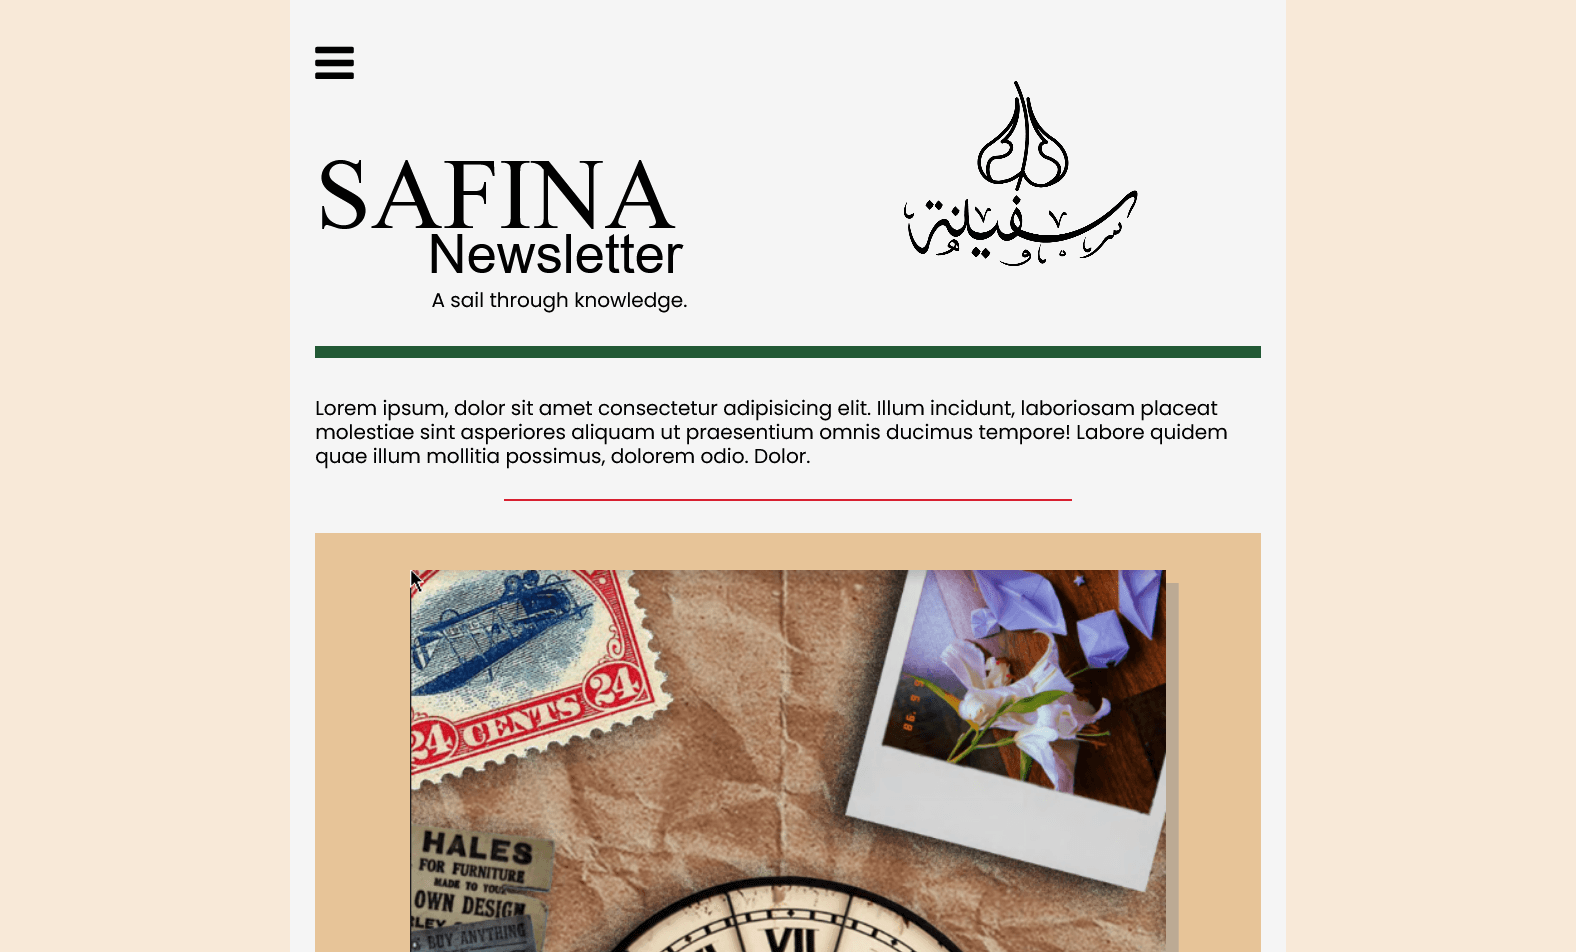 SAFINA
سفينة
Newsletter
A sail through knowledge.
Lorem ipsum, dolor sit amet consectetur adipisicing elit. Illum incidunt, laboriosam placeat
molestiae sint asperiores aliquam ut praesentium omnis ducimus tempore! Labore quidem
quae illum mollitia possimus, dolorem odio. Dolor.
24 CENTS 24
HALES
FOR FURNITURE
MADE TO YOUR
OWN DESIGN
BUY ANYTHING
VII